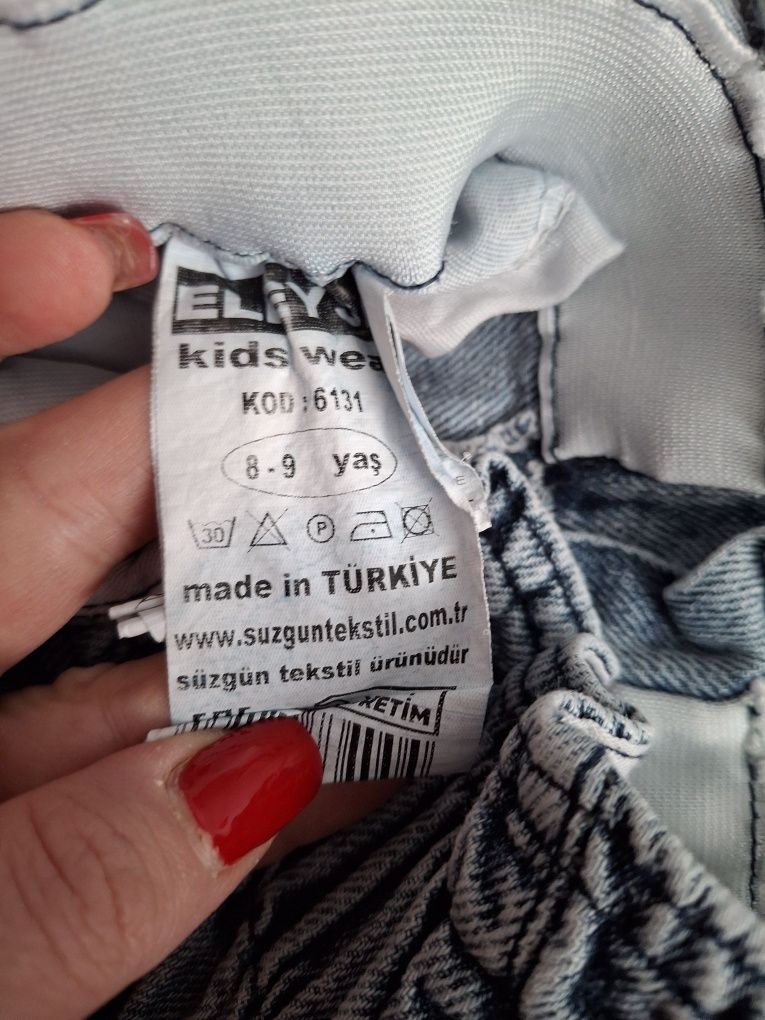 kids wea
KOD : 6131
8 - 9 yaş
30
P
made in TÜRKİYE
www.suzguntekstil.com.tr
süzgün tekstil ürünüdür